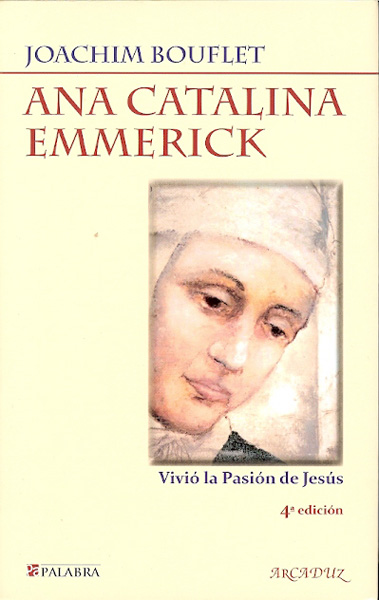 JOACHIM BOUFLET
ANA CATALINA
EMMERICK
Vivió la Pasión de Jesús
4ª edición
PALABRA
ARCADUZ